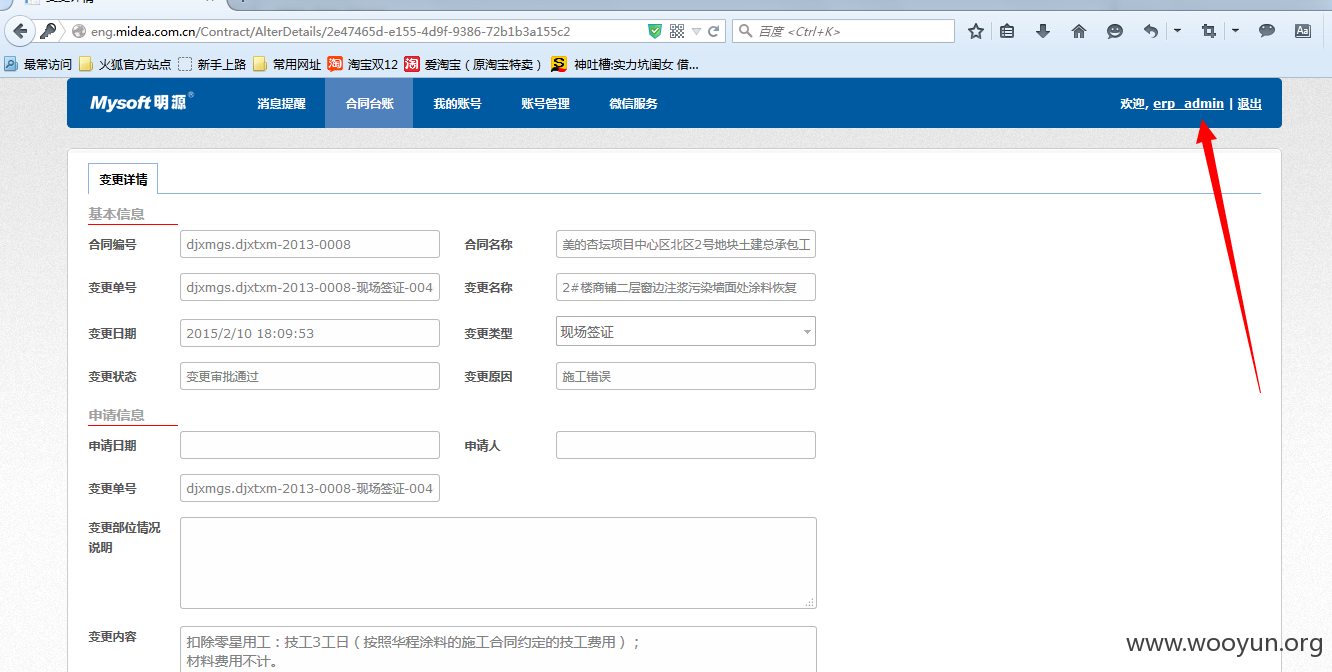 eng.midea.com.cn/Contract/AlterDetails/2e47465d-e155-4d9f-9386-72b1b3a155c2
百度 <Ctrl+K>
最常访问 火狐官方站点 新手上路 常用网址 淘宝双12 爱淘宝（原淘宝特卖） 神吐槽:实力坑闺女 借...
Mysoft 明源® 消息提醒 合同台账 我的账号 账号管理 微信服务 欢迎, erp_admin | 退出
变更详情
基本信息
合同编号 djxmgs.djxtxm-2013-0008 合同名称 美的杏坛项目中心区北区2号地块土建总承包工
变更单号 djxmgs.djxtxm-2013-0008-现场签证-004 变更名称 2#楼商铺二层窗边注浆污染墙面处涂料恢复
变更日期 2015/2/10 18:09:53 变更类型 现场签证
变更状态 变更审批通过 变更原因 施工错误
申请信息
申请日期 申请人
变更单号 djxmgs.djxtxm-2013-0008-现场签证-004
变更部位情况
说明
变更内容 扣除零星用工：技工3工日（按照华程涂料的施工合同约定的技工费用）；
材料费用不计。
www.wooyun.org